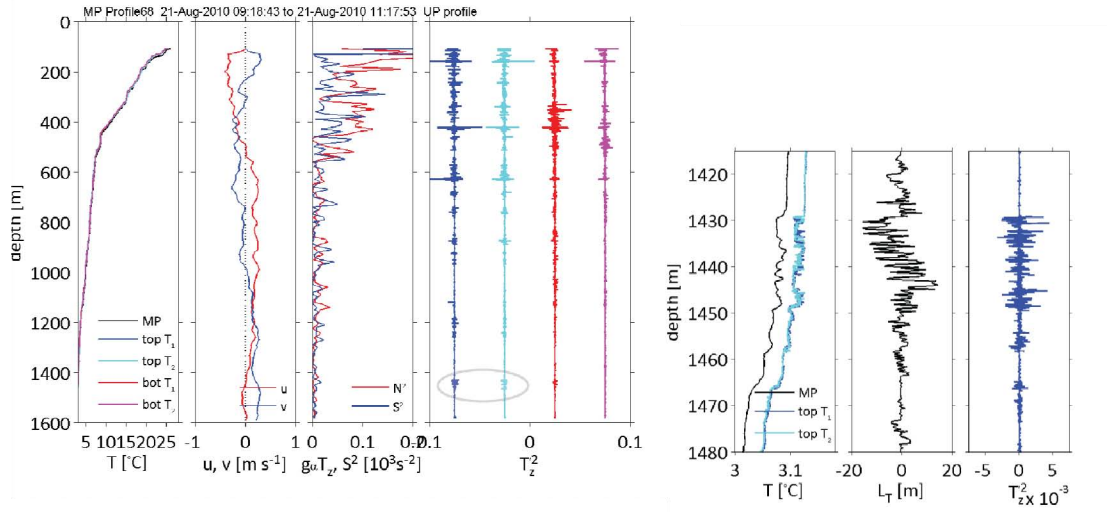 MP Profile68 21-Aug-2010 09:18:43 to 21-Aug-2010 11:17:53 UP profile
0
200
400
600
800
1000
1200
1400
1600
depth [m]
MP
top T₁
top T₂
bot T₁
bot T₂
5 10 15 20 25
T [°C]
u
v
-1 0 1
u, v [m s⁻¹]
N²
S²
0 0.1 0.2
gαT_z, S² [10³s⁻²]
-0.1 0 0.1
T_z²
1420
1430
1440
1450
1460
1470
1480
depth [m]
MP
top T₁
top T₂
3 3.1
T [°C]
-20 0 20
L_T [m]
-5 0 5
T_z² x 10⁻³